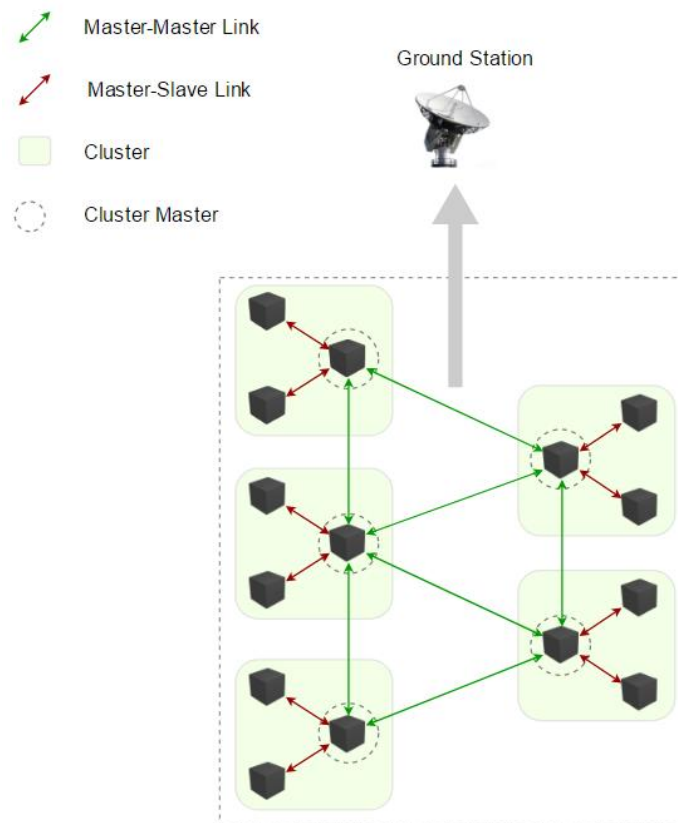 Master-Master Link
Ground Station
Master-Slave Link
Cluster
Cluster Master